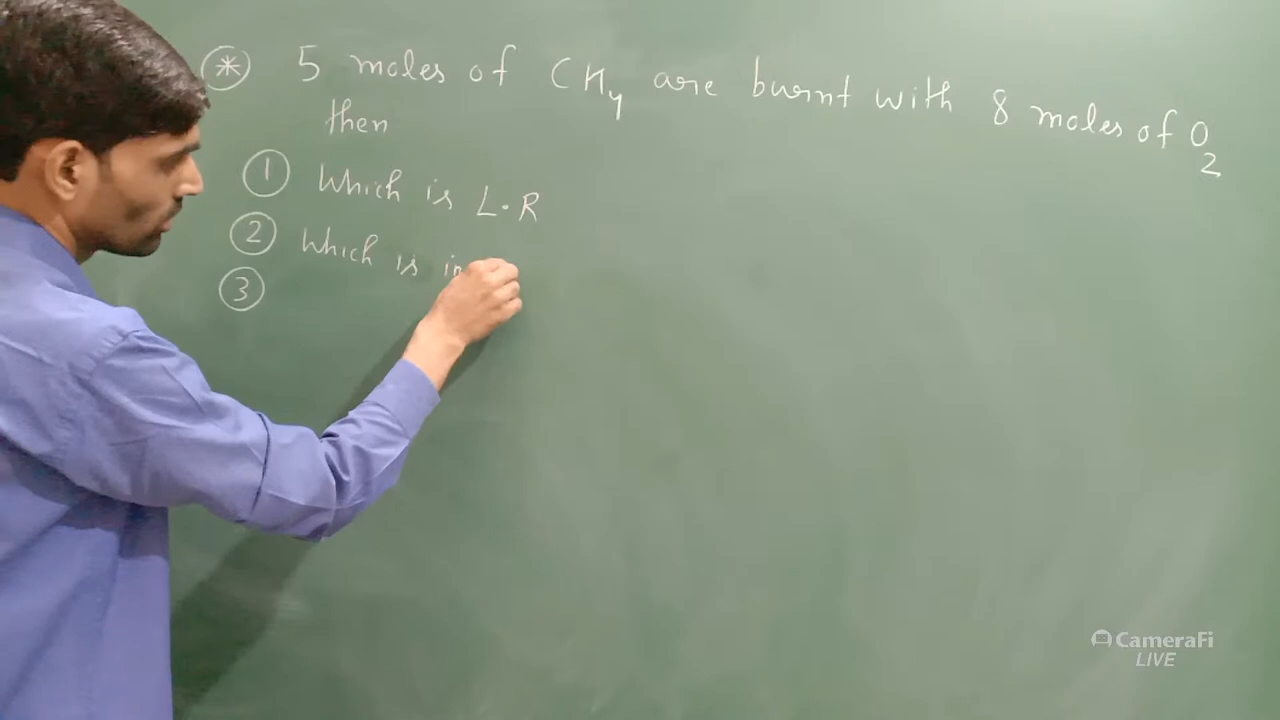 * 5 moles of CH4 are burnt with 8 moles of O2
then
1 Which is L.R
2 Which is in
3
CameraFi
LIVE